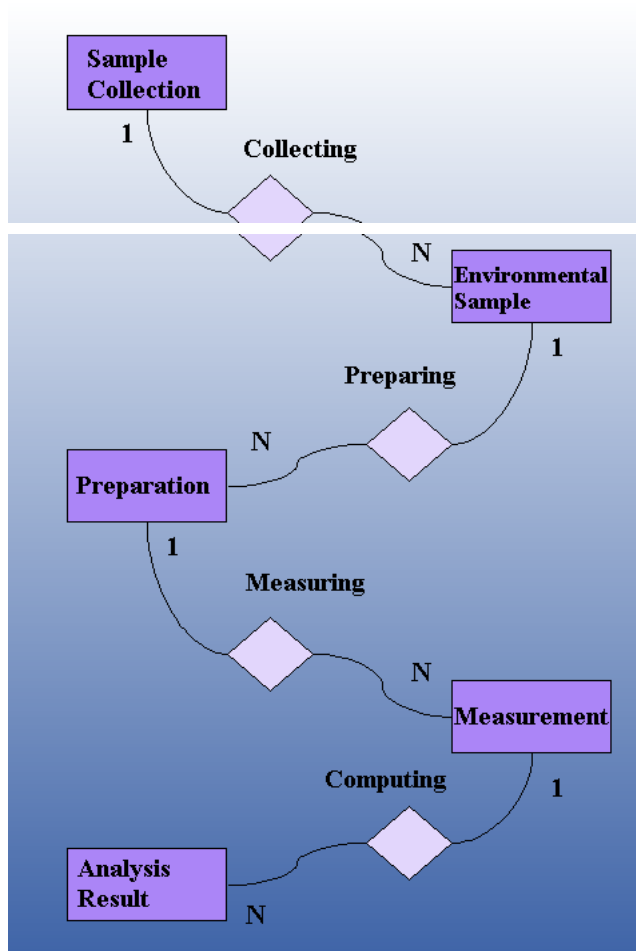 Sample
Collection
1
Collecting
N
Environmental
Sample
1
Preparing
N
Preparation
1
Measuring
N
Measurement
Computing
1
Analysis
Result
N